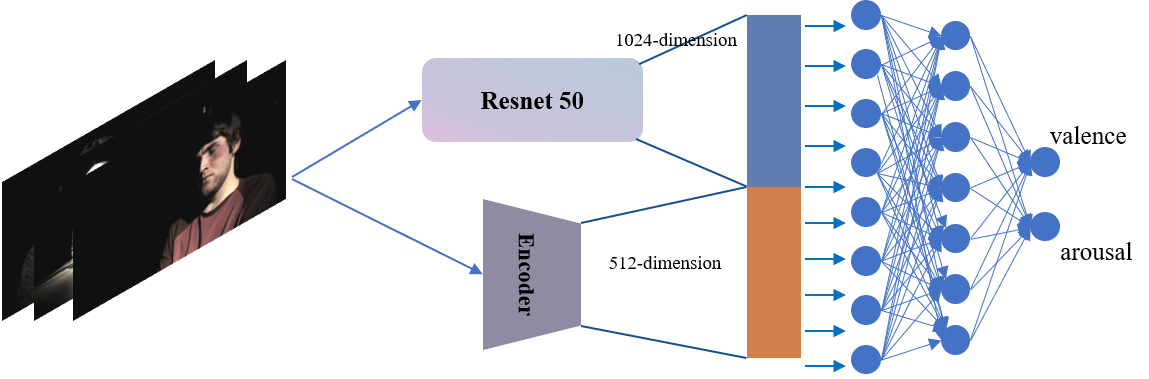 1024-dimension
Resnet 50
valence
Encoder
512-dimension
arousal